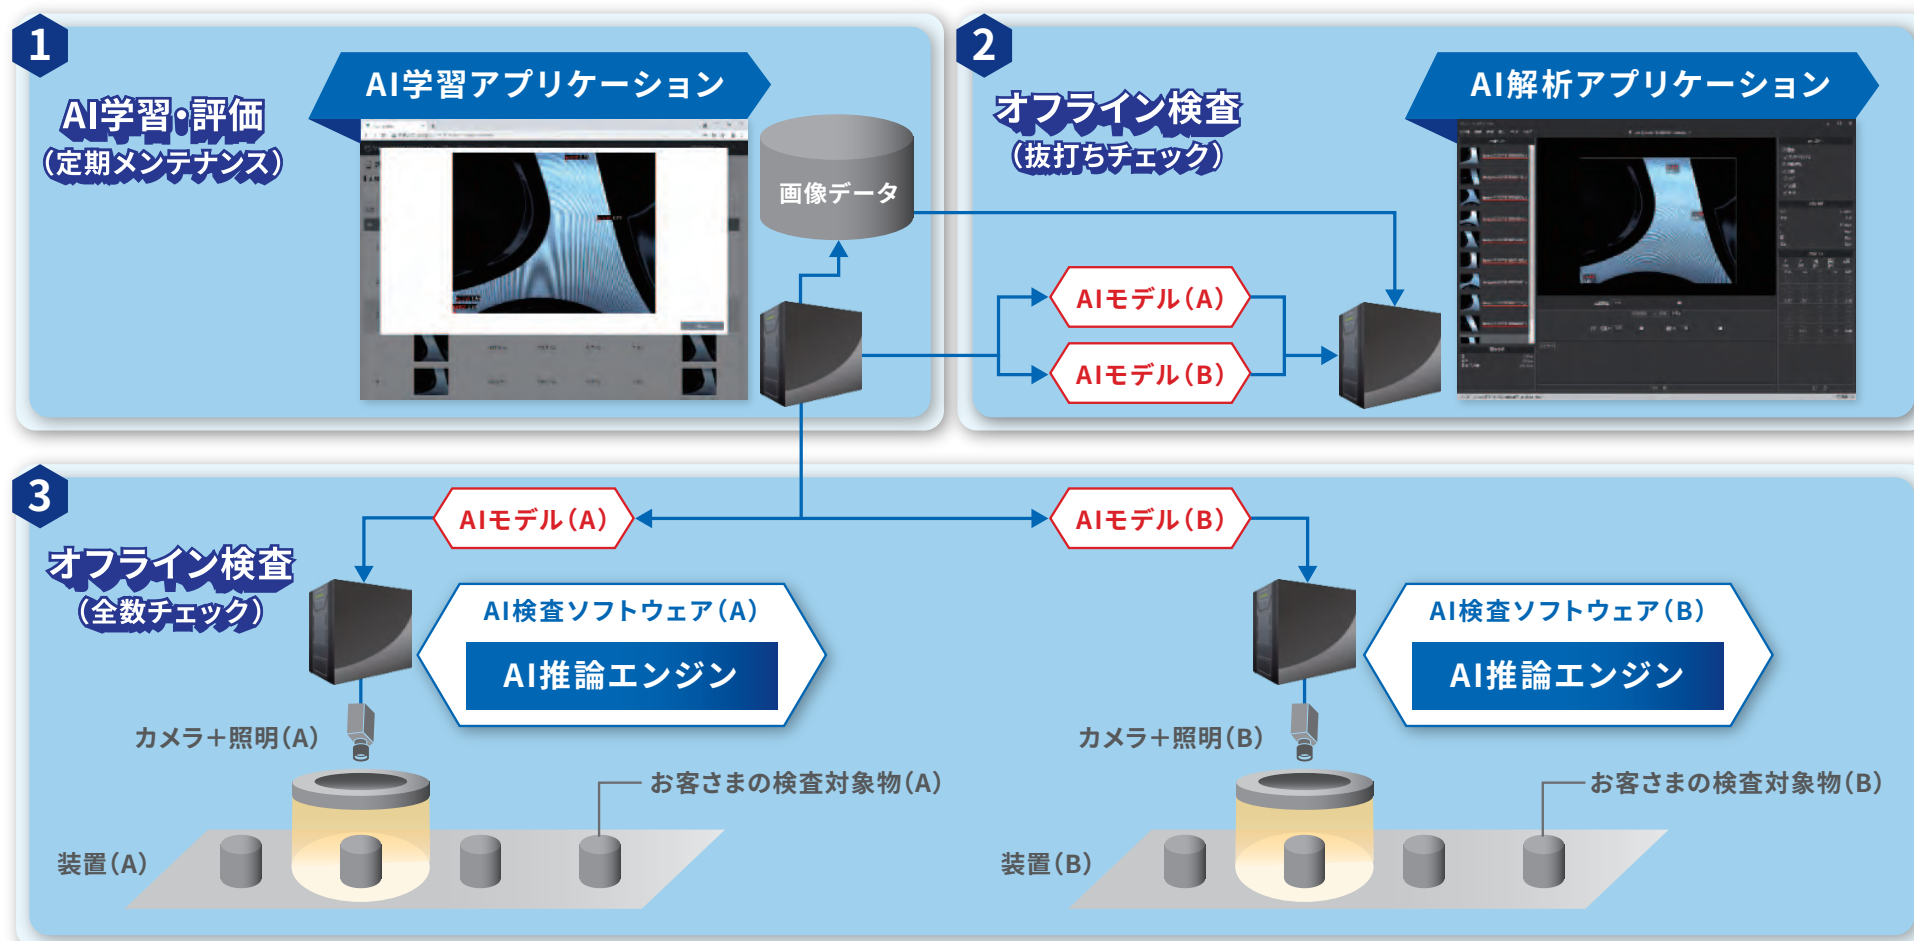 1
AI学習・評価
(定期メンテナンス)
AI学習アプリケーション
画像データ
2
オフライン検査
(抜打ちチェック)
AI解析アプリケーション
AIモデル(A)
AIモデル(B)
3
オフライン検査
(全数チェック)
AIモデル(A)
AI検査ソフトウェア(A)
AI推論エンジン
カメラ+照明(A)
お客さまの検査対象物(A)
装置(A)
AIモデル(B)
AI検査ソフトウェア(B)
AI推論エンジン
カメラ+照明(B)
お客さまの検査対象物(B)
装置(B)